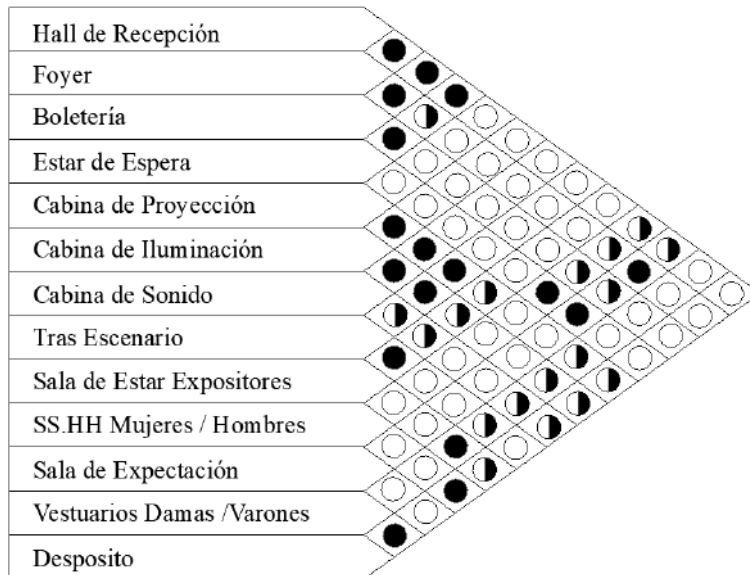 Hall de Recepción
Foyer
Boletería
Estar de Espera
Cabina de Proyección
Cabina de Iluminación
Cabina de Sonido
Tras Escenario
Sala de Estar Expositores
SS.HH Mujeres / Hombres
Sala de Expectación
Vestuarios Damas /Varones
Desposito